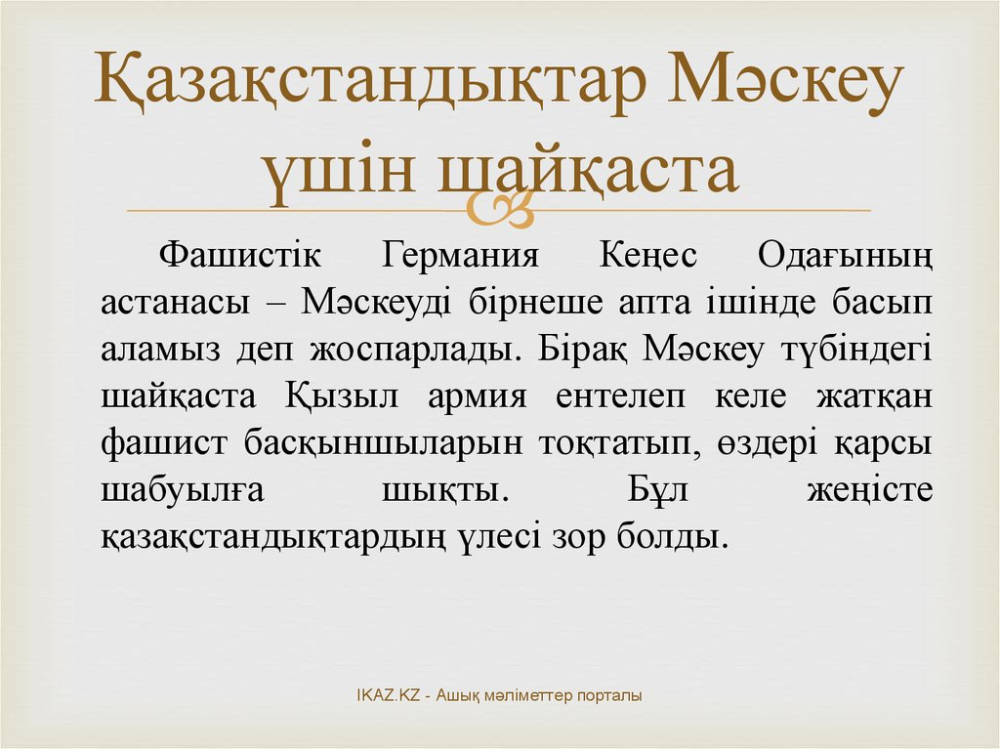 Қазақстандықтар Мәскеу
үшін шайқаста
Фашистік Германия Кеңес Одағының
астанасы – Мәскеуді бірнеше апта ішінде басып
аламыз деп жоспарлады. Бірақ Мәскеу түбіндегі
шайқаста Қызыл армия ентелеп келе жатқан
фашист басқыншыларын тоқтатып, өздері қарсы
шабуылға шықты. Бұл жеңісте
қазақстандықтардың үлесі зор болды.
IKAZ.KZ - Ашық мәліметтер порталы